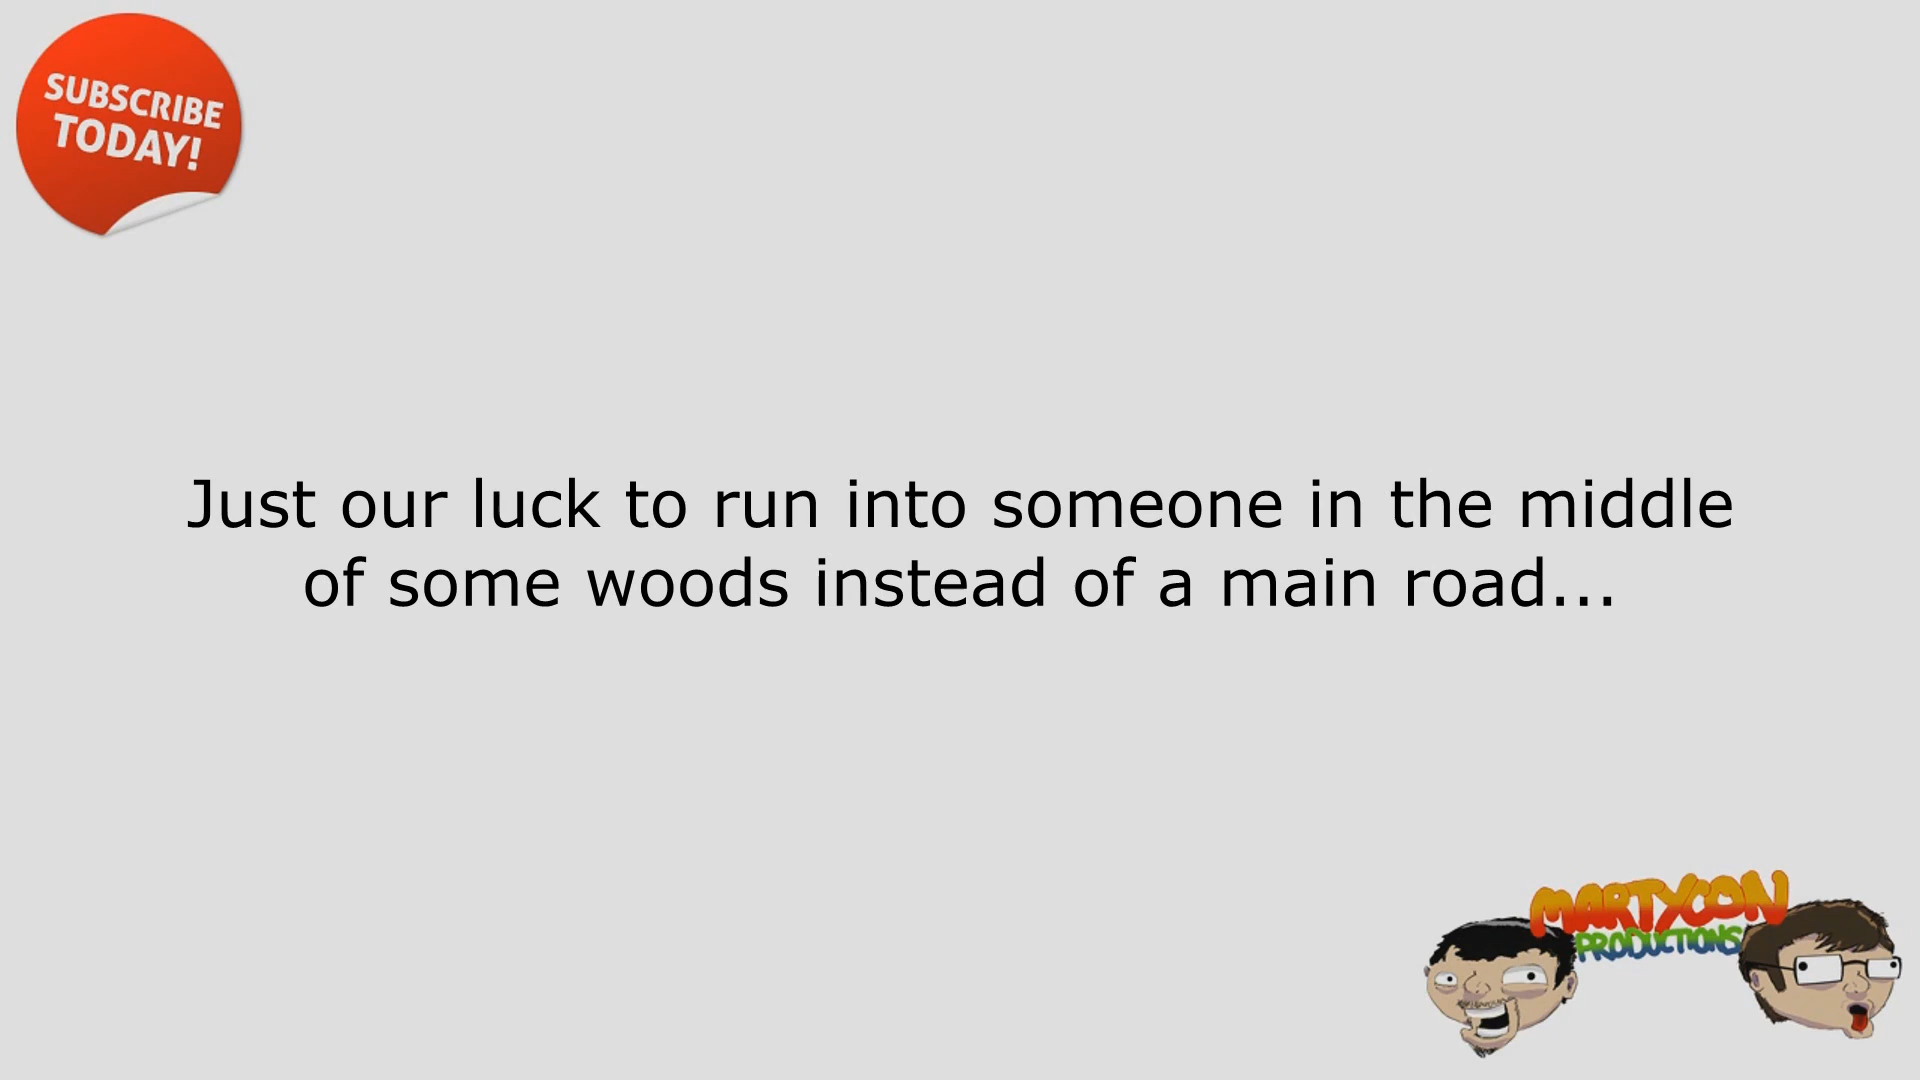 SUBSCRIBE
TODAY!
Just our luck to run into someone in the middle
of some woods instead of a main road...
MARTYCON
PRODUCTIONS